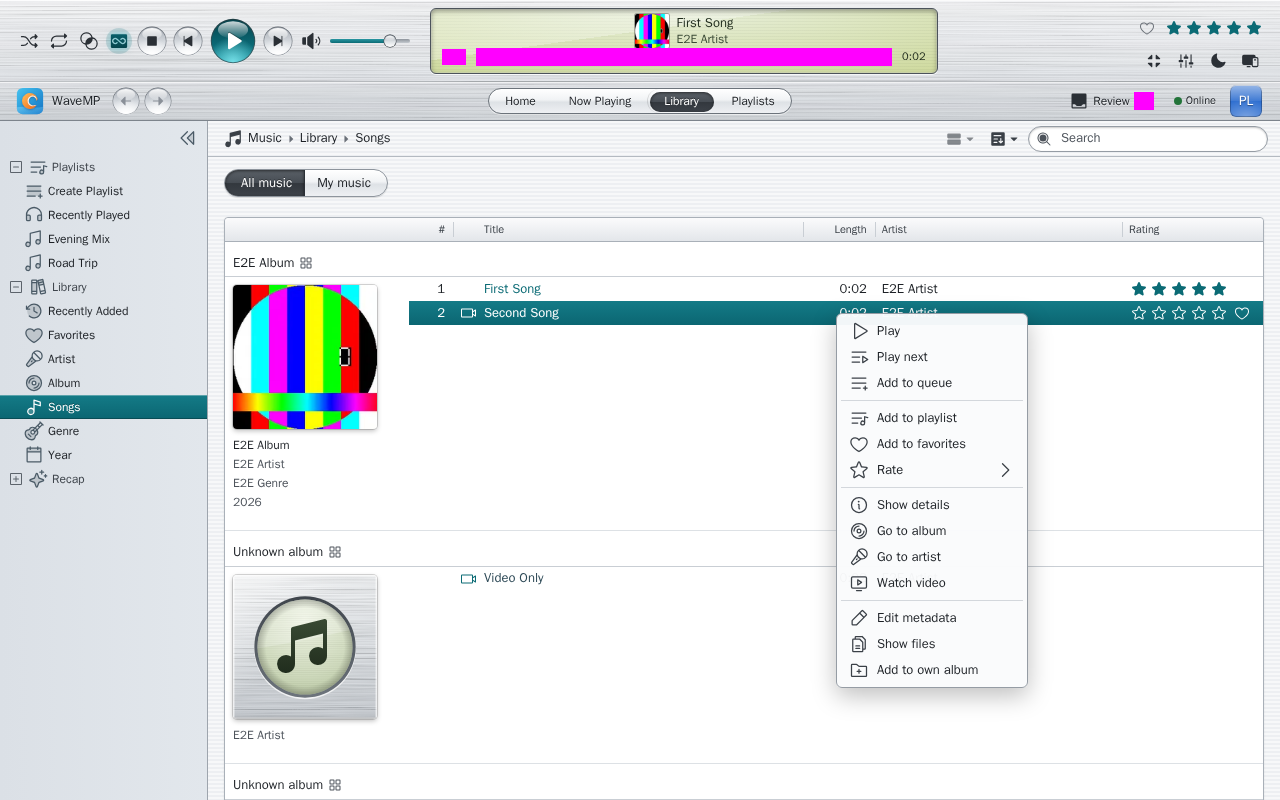 First Song
E2E Artist
0:02
WaveMP
Home
Now Playing
Library
Playlists
Review
Online
PL
Music
Library
Songs
Search
Playlists
Create Playlist
Recently Played
Evening Mix
Road Trip
Library
Recently Added
Favorites
Artist
Album
Songs
Genre
Year
Recap
All music
My music
# Title Length Artist Rating
E2E Album
1 First Song 0:02 E2E Artist
2 Second Song 0:02 E2E Artist
E2E Album
E2E Artist
E2E Genre
2026
Unknown album
Video Only
E2E Artist
Unknown album
Play
Play next
Add to queue
Add to playlist
Add to favorites
Rate
Show details
Go to album
Go to artist
Watch video
Edit metadata
Show files
Add to own album